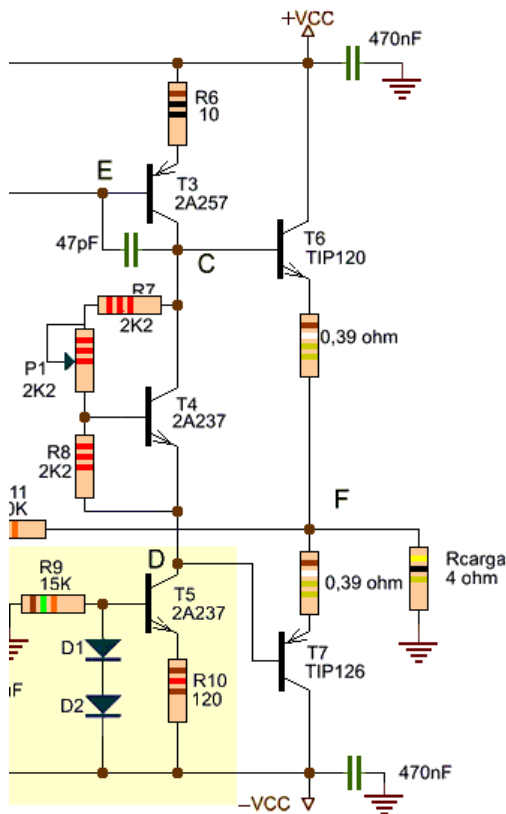 +VCC
470nF
R6
10
E
T3
2A257
47pF
C
T6
TIP120
R7
2K2
0,39 ohm
P1
2K2
T4
2A237
R8
2K2
11
0K
F
D
R9
15K
T5
2A237
0,39 ohm
Rcarga
4 ohm
D1
T7
TIP126
R10
120
D2
F
470nF
−VCC